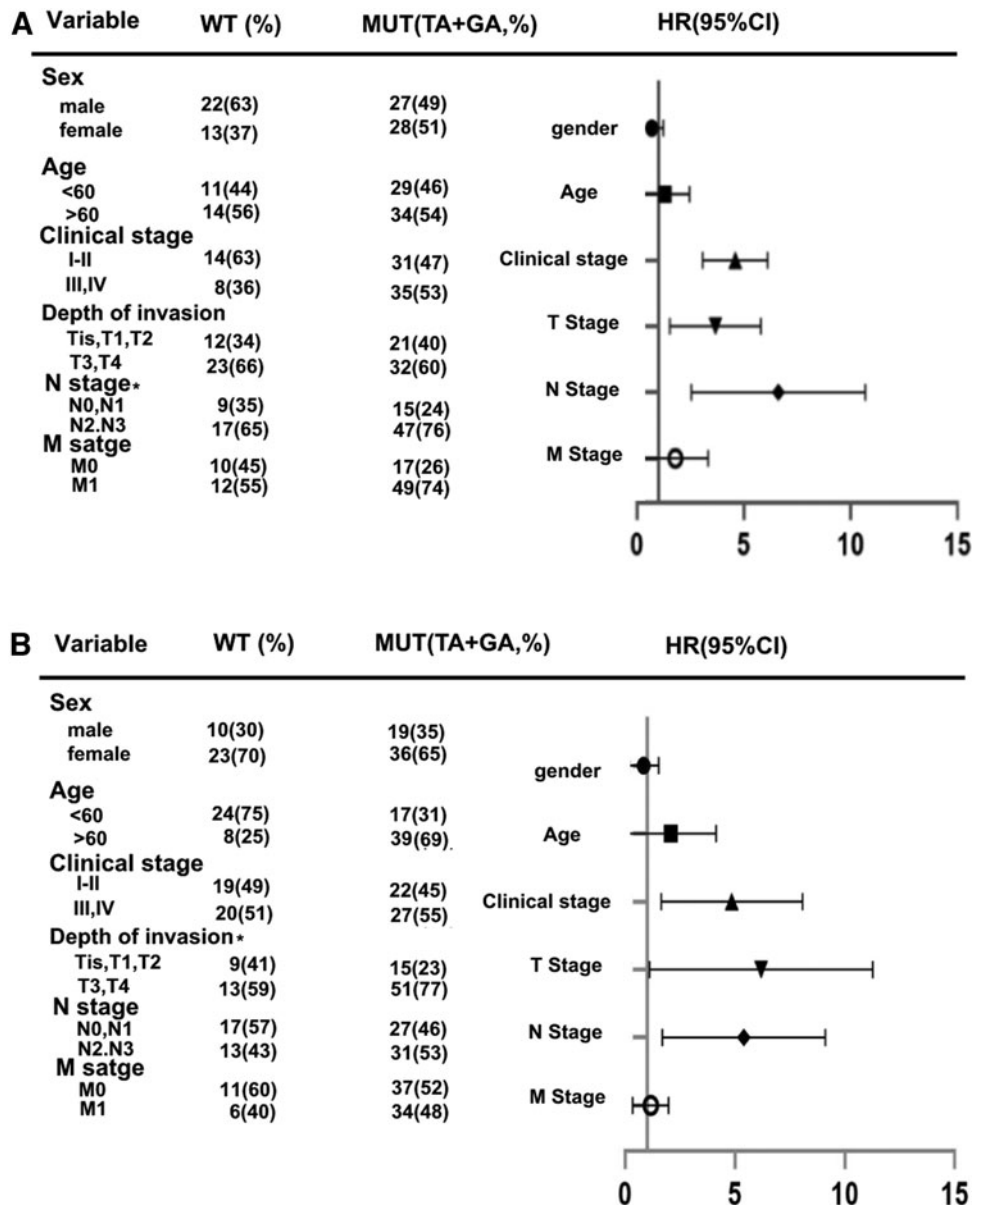 A Variable WT (%) MUT(TA+GA,%) HR(95%CI)
Sex
male 22(63) 27(49)
female 13(37) 28(51) gender
Age
<60 11(44) 29(46) Age
>60 14(56) 34(54)
Clinical stage
I-II 14(63) 31(47) Clinical stage
III,IV 8(36) 35(53)
Depth of invasion T Stage
Tis,T1,T2 12(34) 21(40)
T3,T4 23(66) 32(60)
N stage* N Stage
N0,N1 9(35) 15(24)
N2.N3 17(65) 47(76)
M satge M Stage
M0 10(45) 17(26)
M1 12(55) 49(74)
0 5 10 15
B Variable WT (%) MUT(TA+GA,%) HR(95%CI)
Sex
male 10(30) 19(35)
female 23(70) 36(65) gender
Age
<60 24(75) 17(31)
>60 8(25) 39(69) Age
Clinical stage
I-II 19(49) 22(45)
III,IV 20(51) 27(55) Clinical stage
Depth of invasion*
Tis,T1,T2 9(41) 15(23) T Stage
T3,T4 13(59) 51(77)
N stage
N0,N1 17(57) 27(46) N Stage
N2.N3 13(43) 31(53)
M satge
M0 11(60) 37(52) M Stage
M1 6(40) 34(48)
0 5 10 15